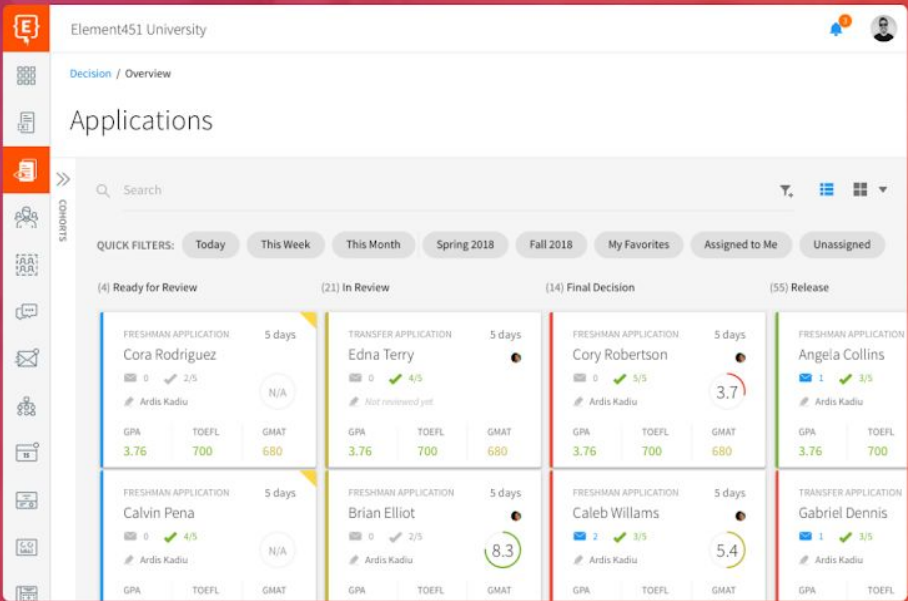 {E}
Element451 University
3
Decision / Overview
Applications
COHORTS
Search
QUICK FILTERS: Today This Week This Month Spring 2018 Fall 2018 My Favorites Assigned to Me Unassigned
(4) Ready for Review
(21) In Review
(14) Final Decision
(55) Release
FRESHMAN APPLICATION 5 days
Cora Rodriguez
0 2/5
Ardis Kadiu
N/A
GPA TOEFL GMAT
3.76 700 680
FRESHMAN APPLICATION 5 days
Calvin Pena
0 4/5
Ardis Kadiu
N/A
GPA TOEFL GMAT
TRANSFER APPLICATION 5 days
Edna Terry
0 4/5
Not reviewed yet
GPA TOEFL GMAT
3.76 700 680
FRESHMAN APPLICATION 5 days
Brian Elliot
0 2/5
Ardis Kadiu
8.3
GPA TOEFL GMAT
FRESHMAN APPLICATION 5 days
Cory Robertson
0 5/5
Ardis Kadiu
3.7
GPA TOEFL GMAT
3.76 700 680
FRESHMAN APPLICATION 5 days
Caleb Willams
2 3/5
Ardis Kadiu
5.4
GPA TOEFL GMAT
FRESHMAN APPLICATION
Angela Collins
1 3/5
Ardis Kadiu
GPA TOEFL
3.76 700
TRANSFER APPLICATION
Gabriel Dennis
1 3/5
Ardis Kadiu
GPA TOEFL